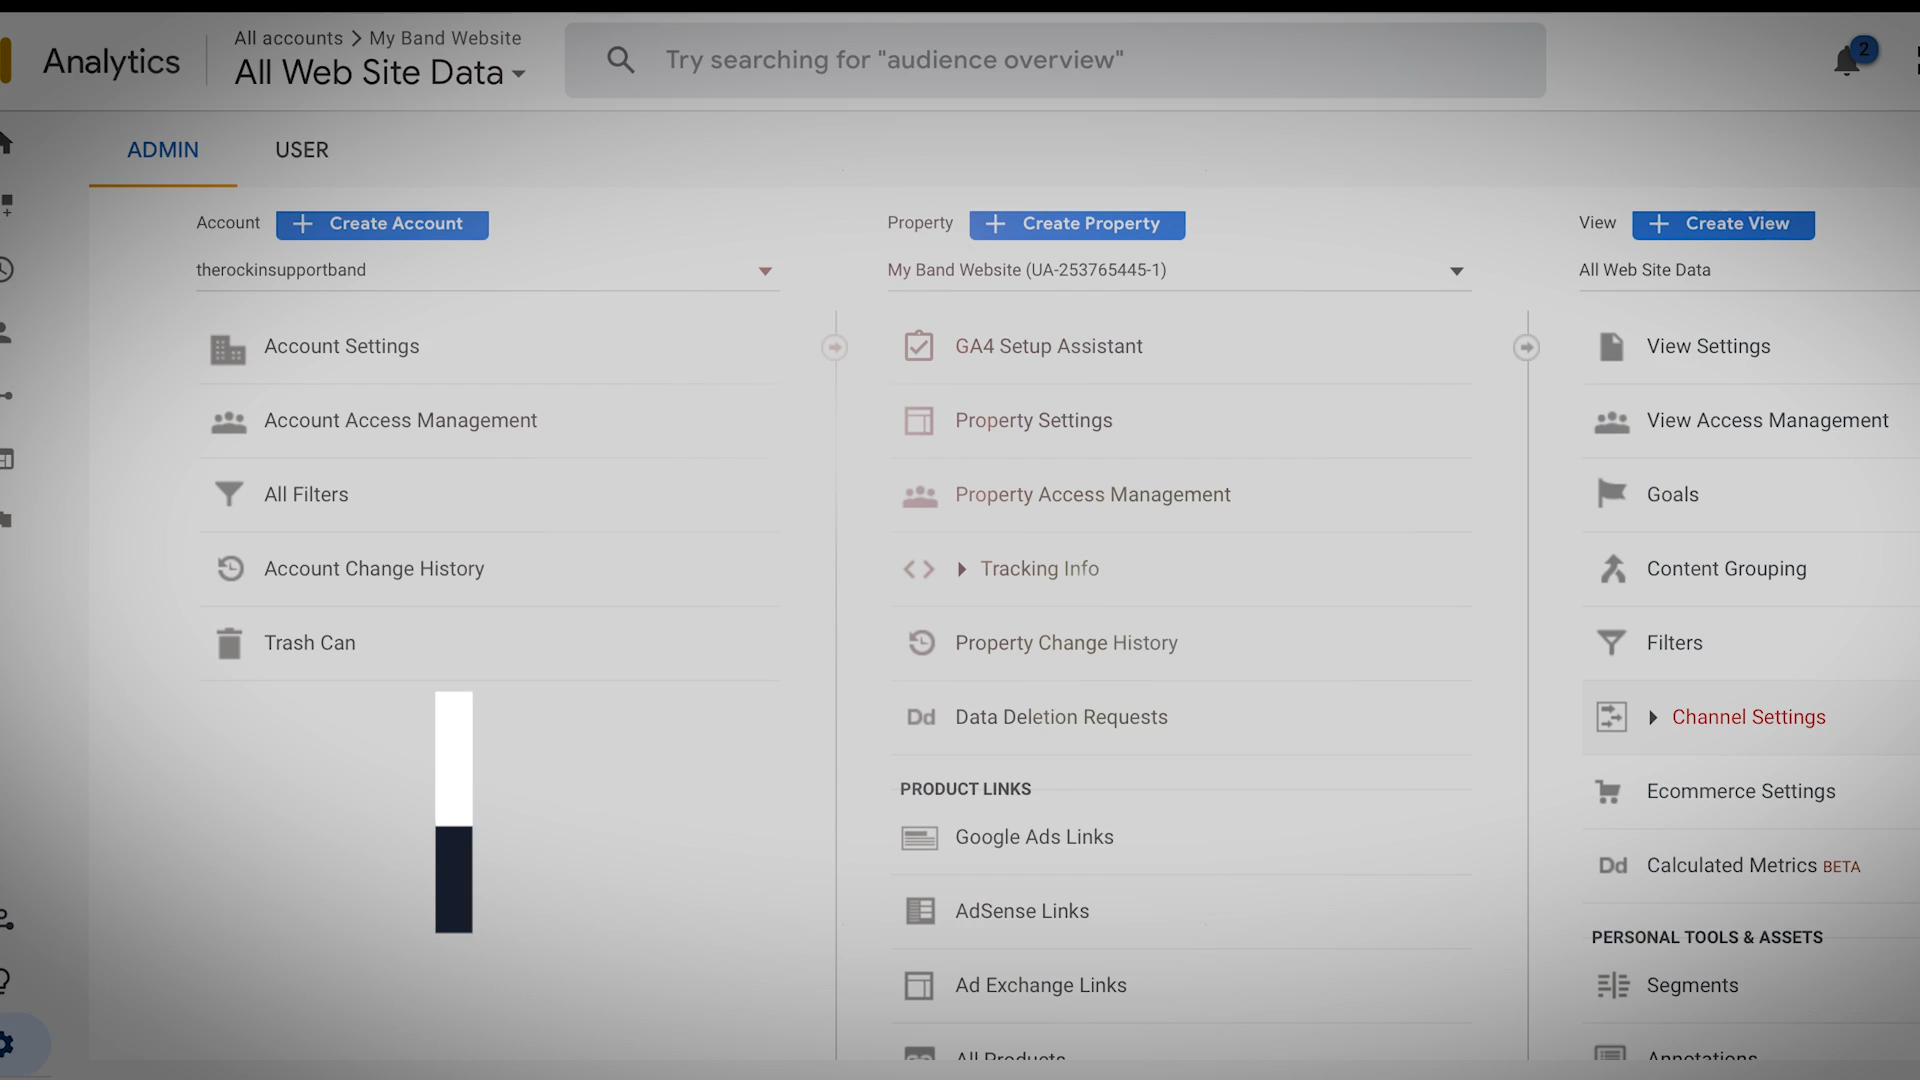 Analytics
All accounts > My Band Website
All Web Site Data
Try searching for "audience overview"
2
ADMIN
USER
Account
+ Create Account
therockinsupportband
Account Settings
Account Access Management
All Filters
Account Change History
Trash Can
Property
+ Create Property
My Band Website (UA-253765445-1)
GA4 Setup Assistant
Property Settings
Property Access Management
<> Tracking Info
Property Change History
Dd Data Deletion Requests
PRODUCT LINKS
Google Ads Links
AdSense Links
Ad Exchange Links
All Products
View
+ Create View
All Web Site Data
View Settings
View Access Management
Goals
Content Grouping
Filters
Channel Settings
Ecommerce Settings
Dd Calculated Metrics BETA
PERSONAL TOOLS & ASSETS
Segments
Annotations